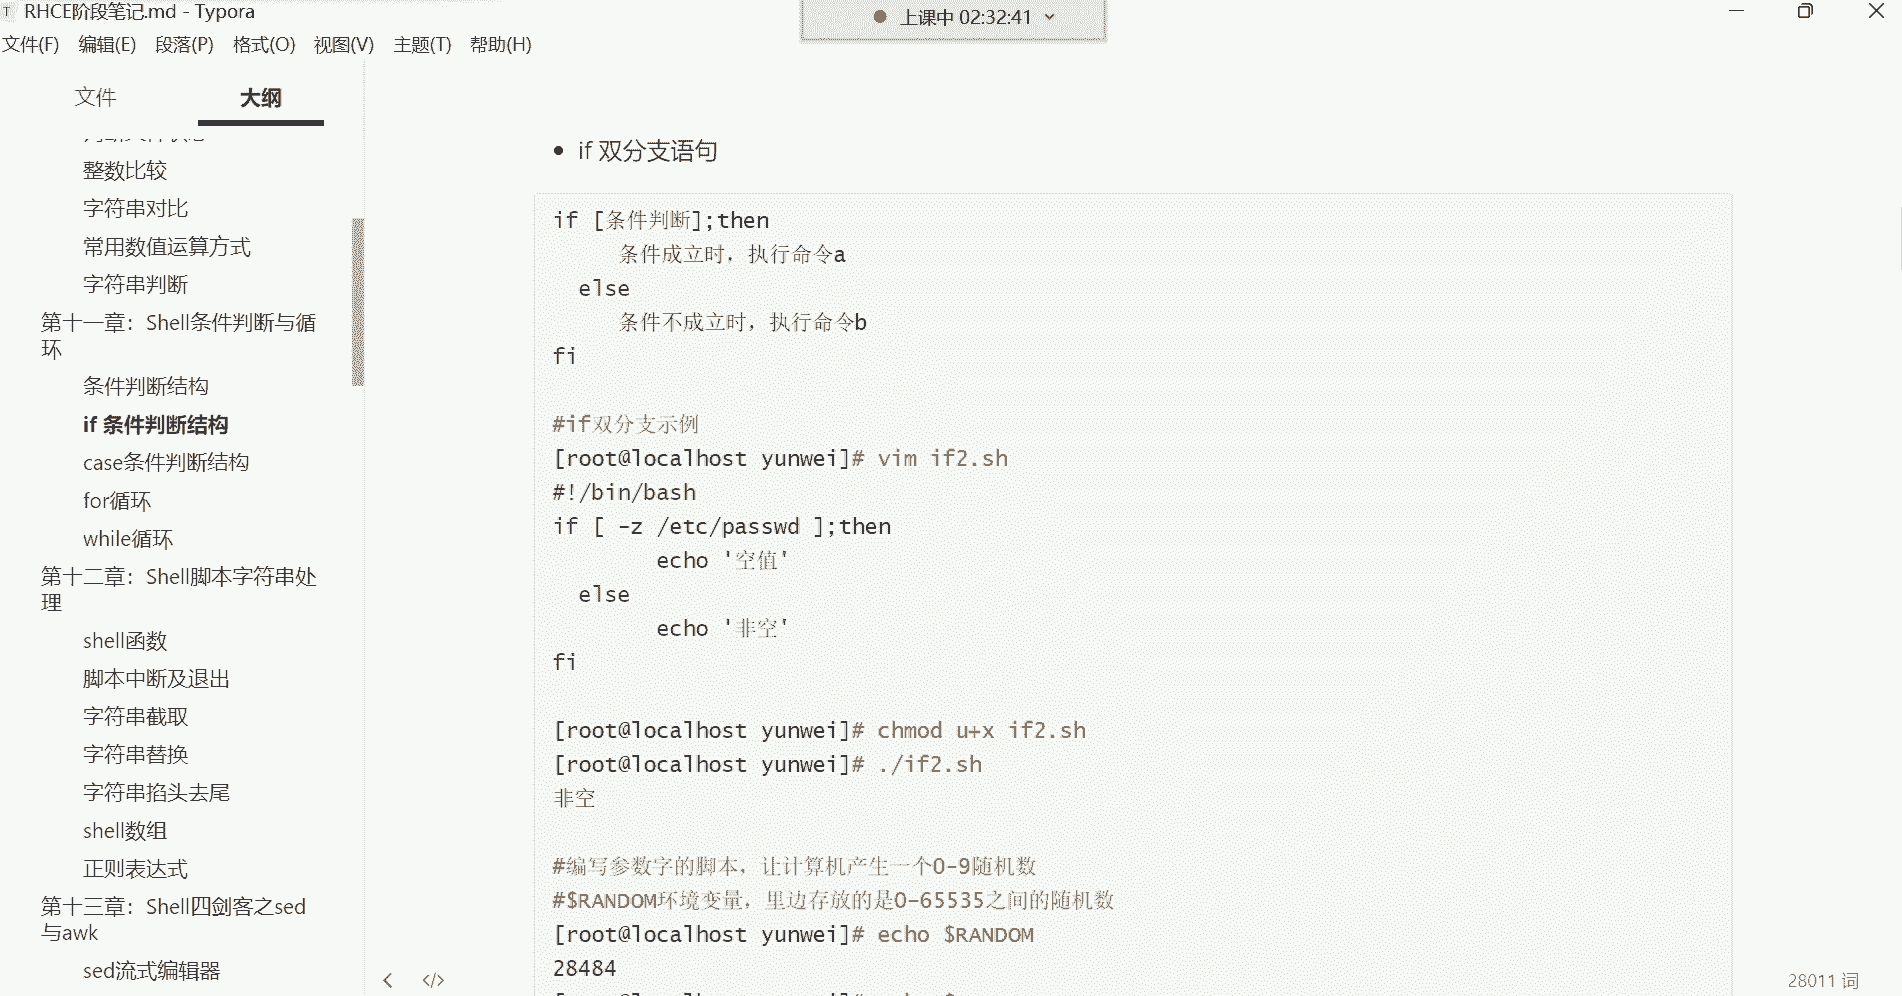 RHCE阶段笔记.md - Typora
上课中 02:32:41
文件(F) 编辑(E) 段落(P) 格式(O) 视图(V) 主题(T) 帮助(H)
文件 大纲
整数比较
字符串对比
常用数值运算方式
字符串判断
第十一章：Shell条件判断与循
环
条件判断结构
if 条件判断结构
case条件判断结构
for循环
while循环
第十二章：Shell脚本字符串处
理
shell函数
脚本中断及退出
字符串截取
字符串替换
字符串掐头去尾
shell数组
正则表达式
第十三章：Shell四剑客之sed
与awk
sed流式编辑器
if 双分支语句
if [条件判断];then
条件成立时，执行命令a
else
条件不成立时，执行命令b
fi
#if双分支示例
[root@localhost yunwei]# vim if2.sh
#!/bin/bash
if [ -z /etc/passwd ];then
echo '空值'
else
echo '非空'
fi
[root@localhost yunwei]# chmod u+x if2.sh
[root@localhost yunwei]# ./if2.sh
非空
#编写参数字的脚本，让计算机产生一个0-9随机数
#$RANDOM环境变量，里边存放的是0-65535之间的随机数
[root@localhost yunwei]# echo $RANDOM
28484
</>
28011 词